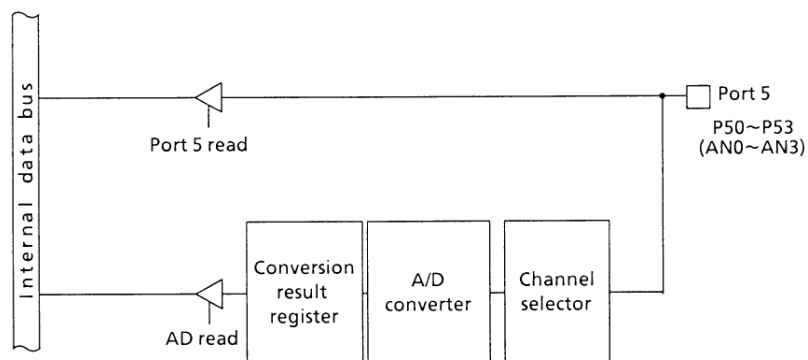 Internal data bus
Port 5
Port 5 read
P50~P53
(AN0~AN3)
Conversion
result
register
A/D
converter
Channel
selector
AD read